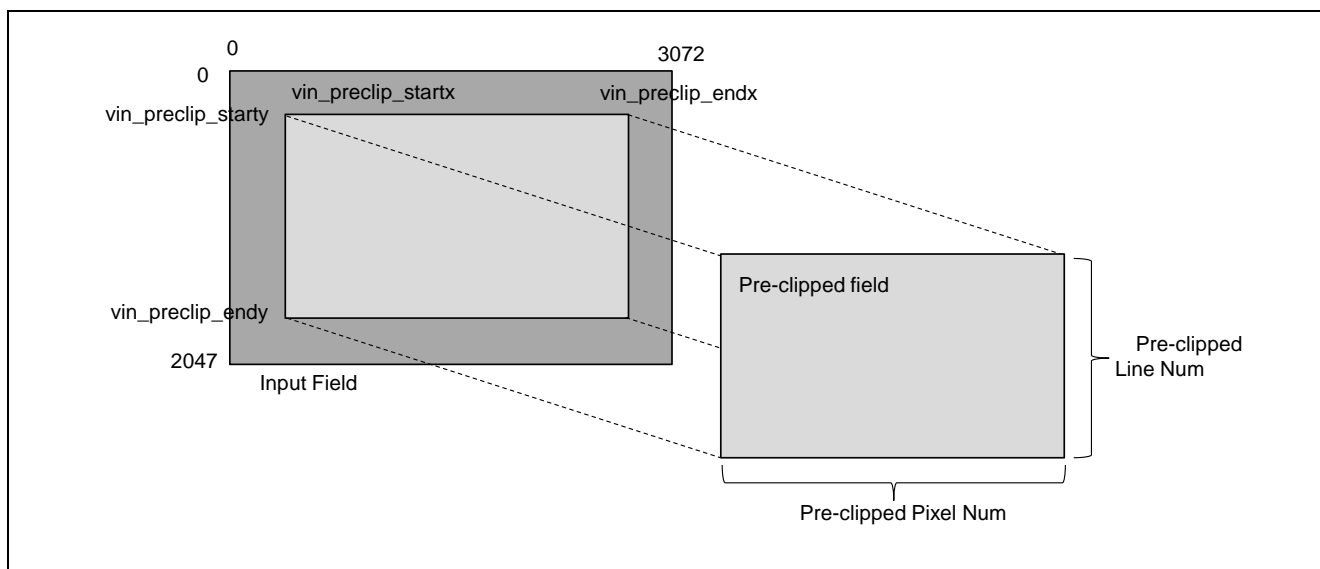 0
3072
0
vin_preclip_startx
vin_preclip_endx
vin_preclip_starty
vin_preclip_endy
2047
Input Field
Pre-clipped field
Pre-clipped
Line Num
Pre-clipped Pixel Num